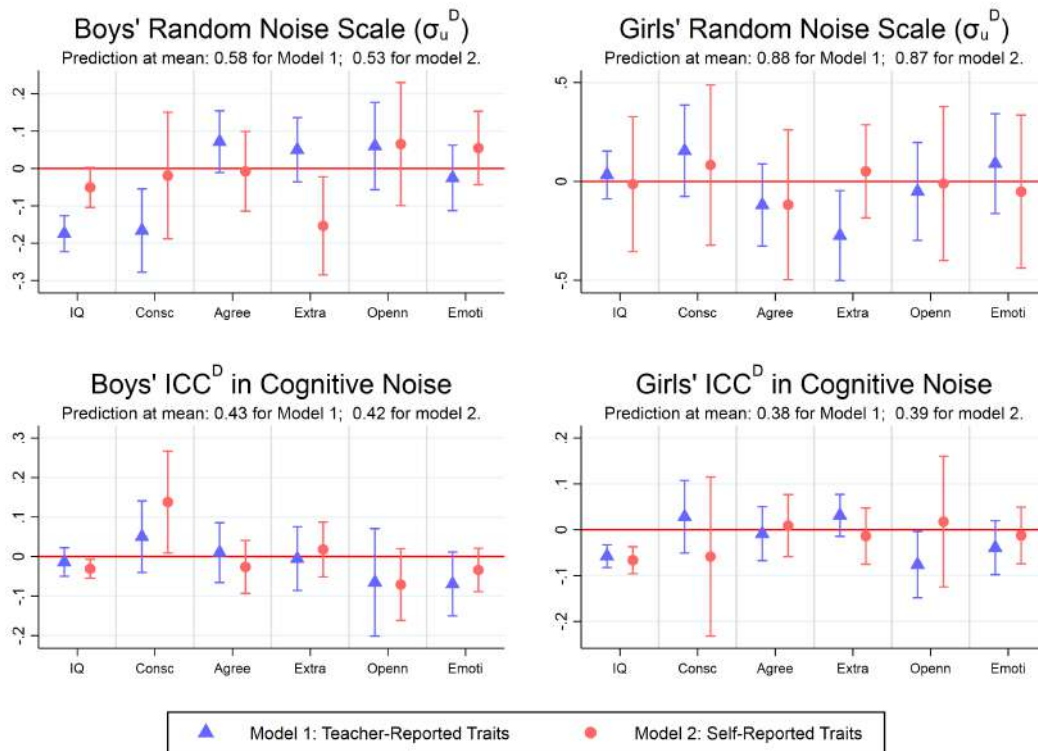 Boys' Random Noise Scale (σᵤᴰ)
Prediction at mean: 0.58 for Model 1; 0.53 for model 2.
.2
.1
0
-.1
-.2
-.3
IQ Consc Agree Extra Openn Emoti
Girls' Random Noise Scale (σᵤᴰ)
Prediction at mean: 0.88 for Model 1; 0.87 for model 2.
.5
0
-.5
IQ Consc Agree Extra Openn Emoti
Boys' ICCᴰ in Cognitive Noise
Prediction at mean: 0.43 for Model 1; 0.42 for model 2.
.3
.2
.1
0
-.1
-.2
IQ Consc Agree Extra Openn Emoti
Girls' ICCᴰ in Cognitive Noise
Prediction at mean: 0.38 for Model 1; 0.39 for model 2.
.2
.1
0
-.1
-.2
IQ Consc Agree Extra Openn Emoti
Model 1: Teacher-Reported Traits Model 2: Self-Reported Traits